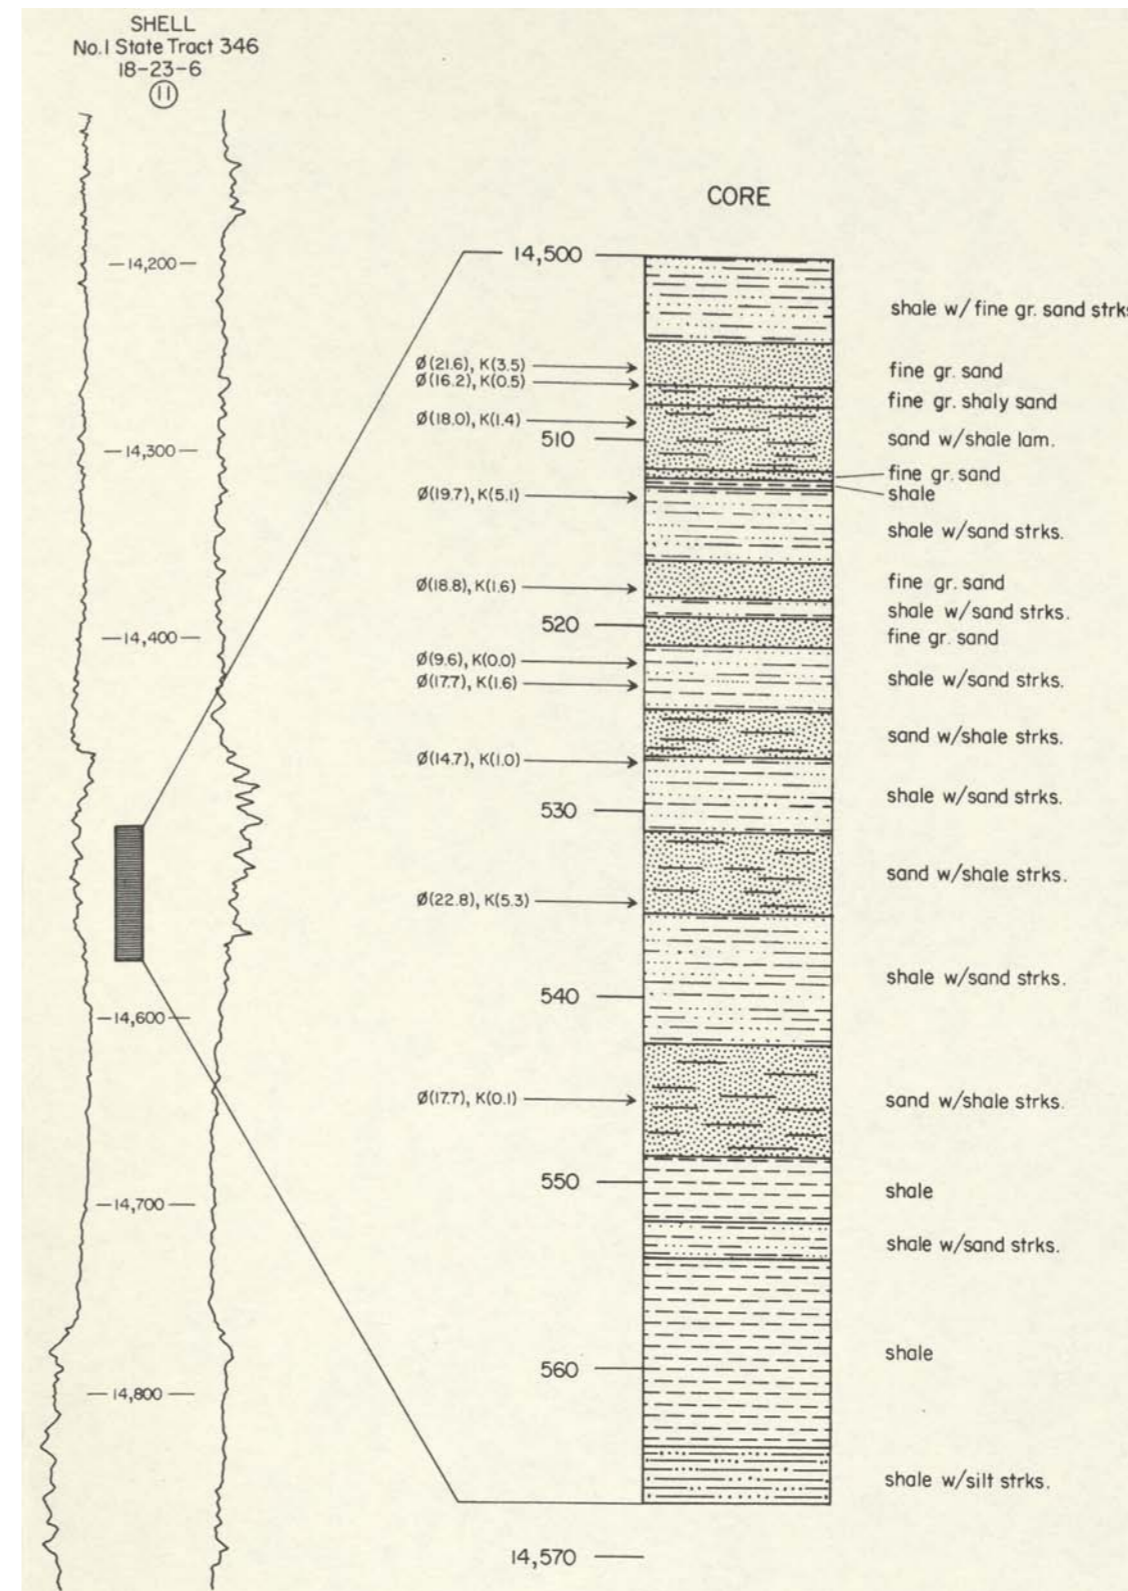 SHELL
No.1 State Tract 346
18-23-6
11
14,200
14,300
14,400
14,600
14,700
14,800
CORE
14,500
510
520
530
540
550
560
14,570
Ø(21.6), K(3.5)
Ø(16.2), K(0.5)
Ø(18.0), K(1.4)
Ø(19.7), K(5.1)
Ø(18.8), K(1.6)
Ø(9.6), K(0.0)
Ø(17.7), K(1.6)
Ø(14.7), K(1.0)
Ø(22.8), K(5.3)
Ø(17.7), K(0.1)
shale w/ fine gr. sand strks
fine gr. sand
fine gr. shaly sand
sand w/shale lam.
fine gr. sand
shale
shale w/sand strks.
fine gr. sand
shale w/sand strks.
fine gr. sand
shale w/sand strks.
sand w/shale strks.
shale w/sand strks.
sand w/shale strks.
shale w/sand strks.
sand w/shale strks.
shale
shale w/sand strks.
shale
shale w/silt strks.